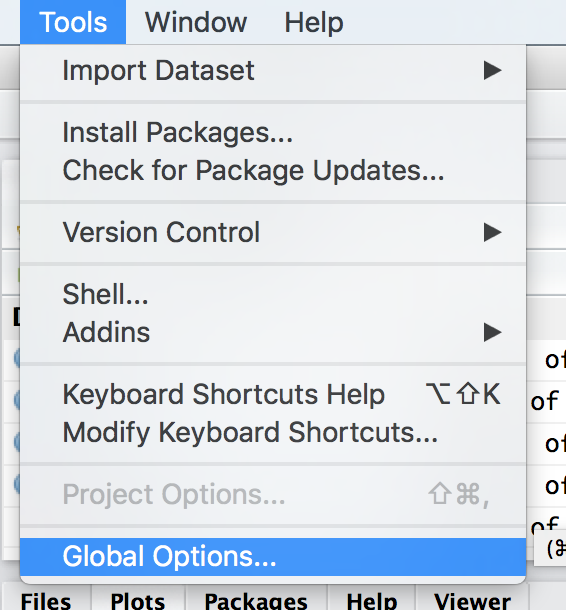 Tools Window Help
Import Dataset ▶
Install Packages...
Check for Package Updates...
Version Control ▶
Shell...
Addins ▶
of
Keyboard Shortcuts Help ⌥⇧K
of
Modify Keyboard Shortcuts...
of
Project Options... ⇧⌘,
of
of
Global Options...
(⌘
Files Plots Packages Help Viewer